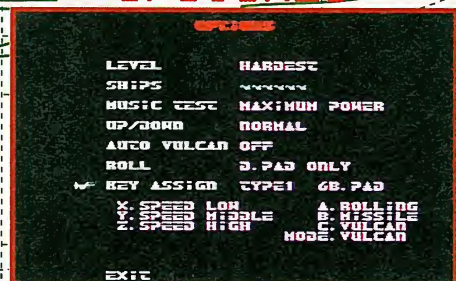 OPTIONS
LEVEL HARDEST
SHIPS
MUSIC TEST MAXIMUM POWER
UP/DOWN NORMAL
AUTO VULCAN OFF
ROLL D.PAD ONLY
KEY ASSIGN TYPE1 6B.PAD
X.SPEED LOW A.ROLLING
Y.SPEED MIDDLE B.MISSILE
Z.SPEED HIGH C.VULCAN
MODE.VULCAN
EXIT